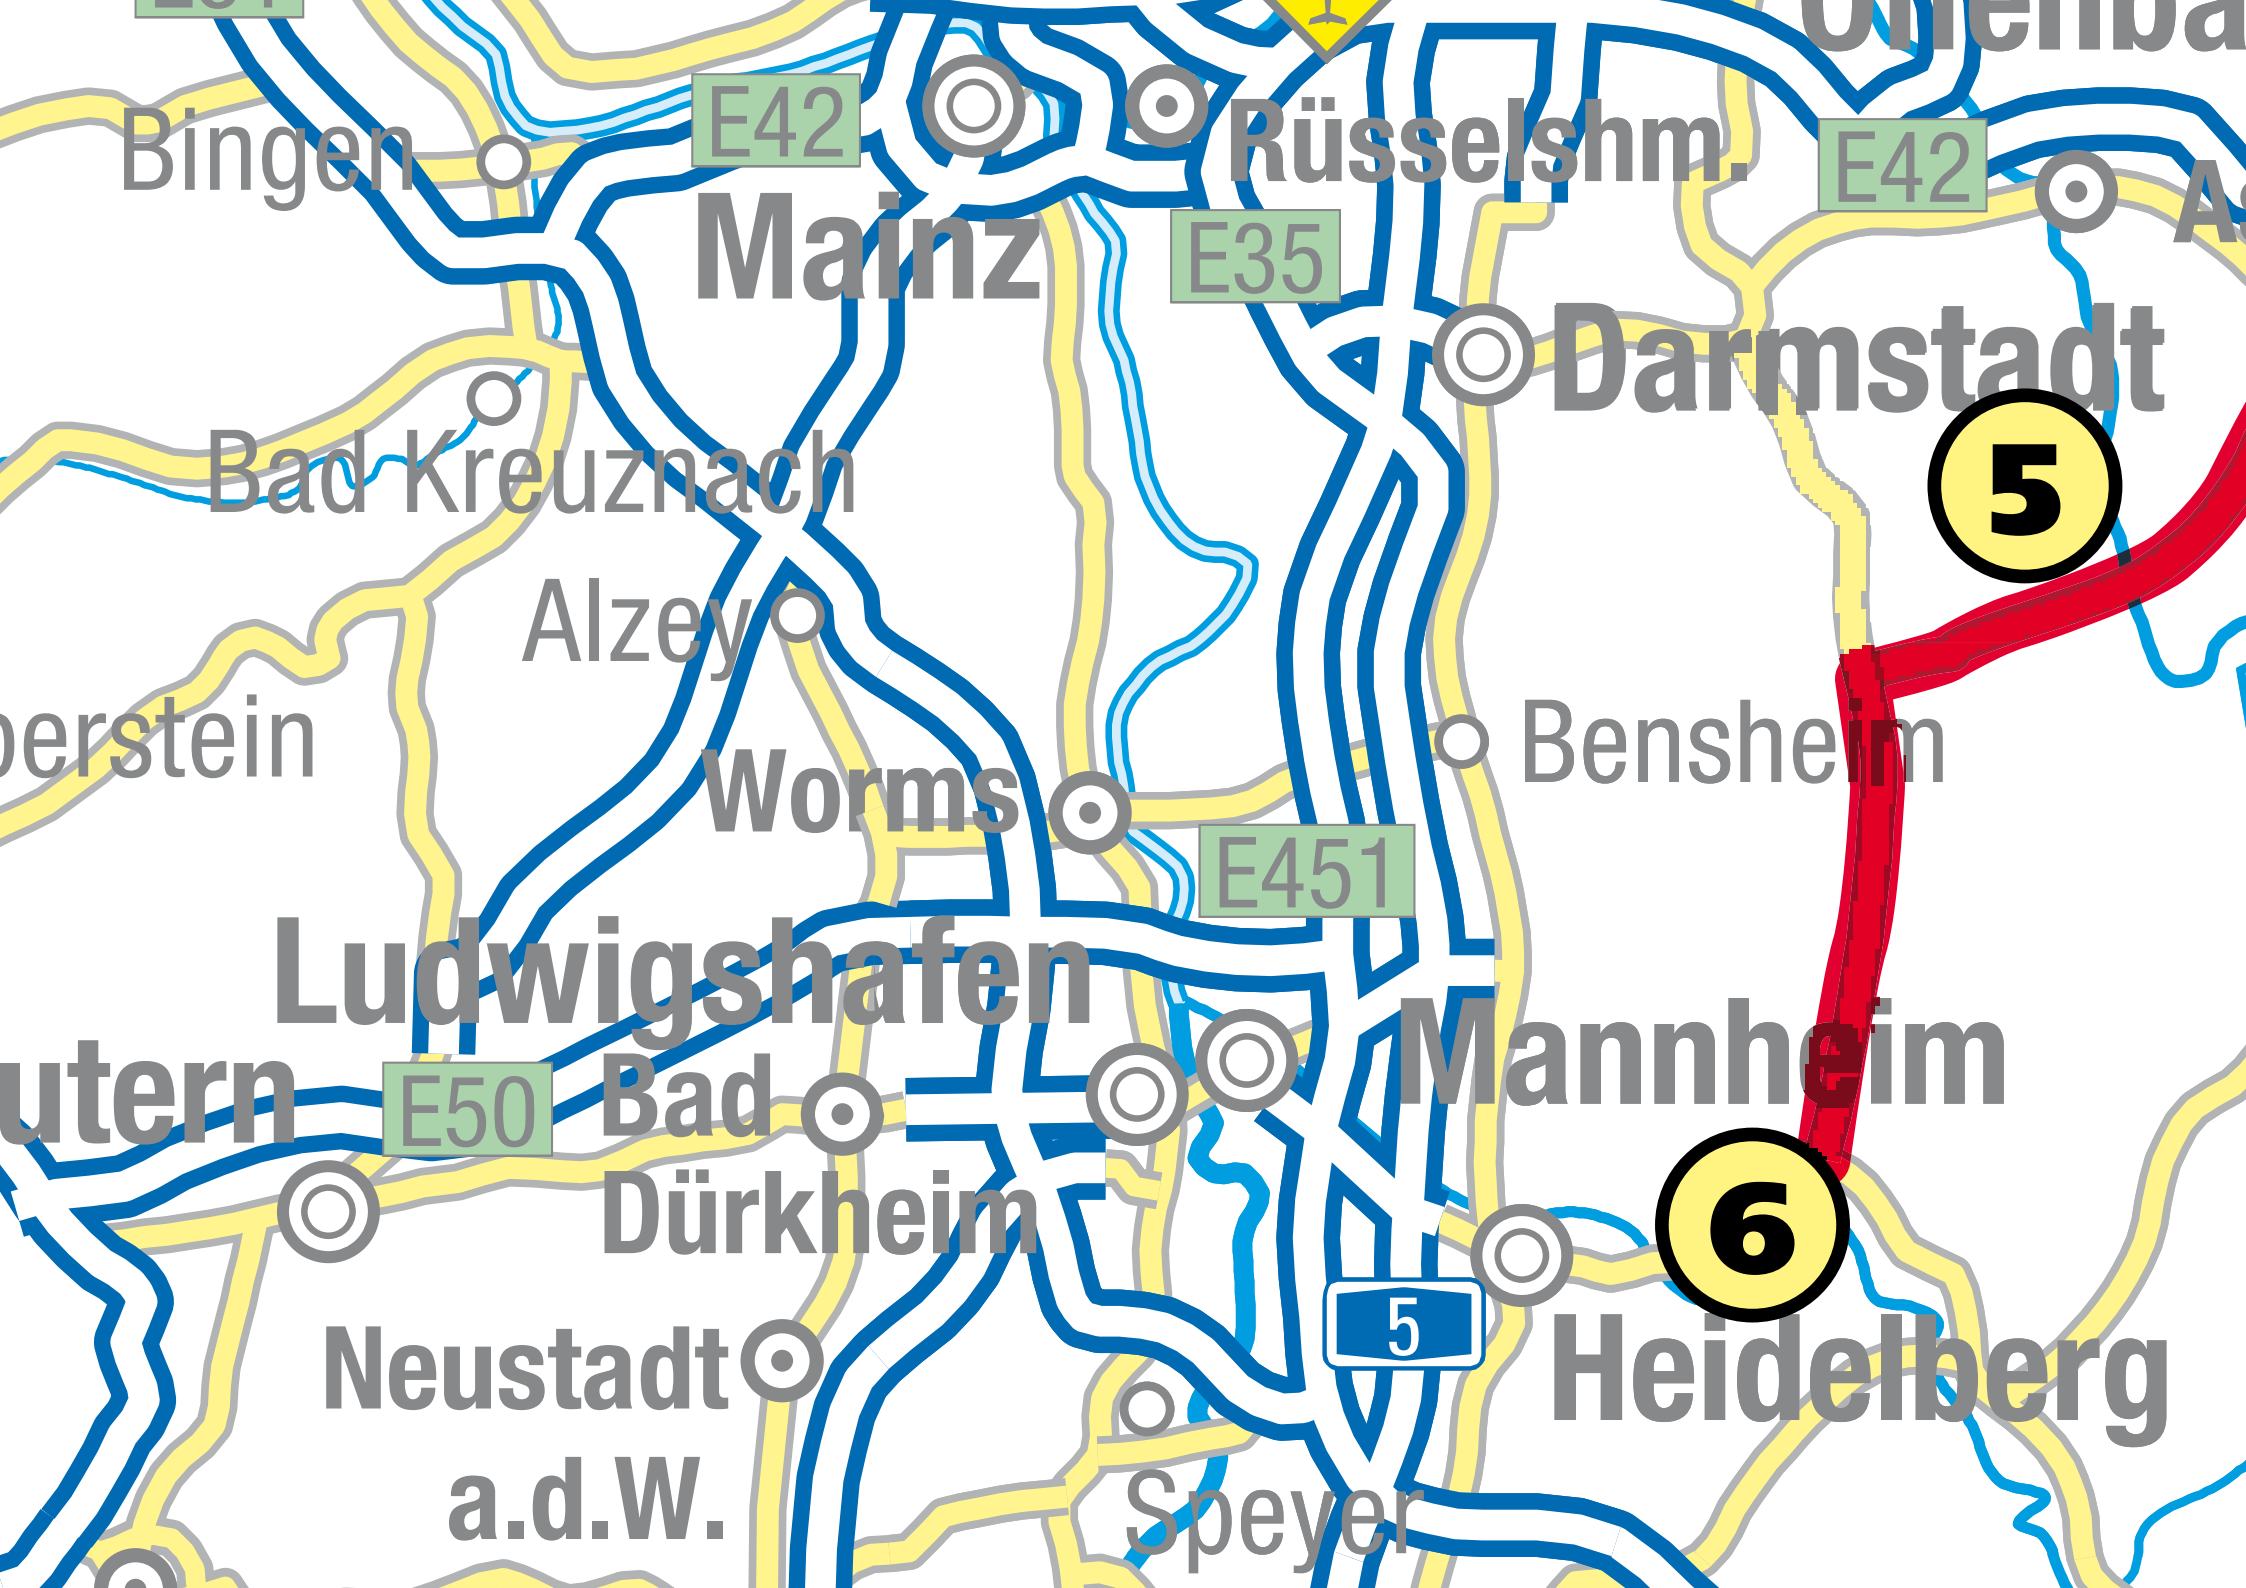 Bingen
E42
Rüsselshm.
E42
Mainz
E35
Darmstadt
5
Bad Kreuznach
Alzey
Bensheim
Worms
E451
Ludwigshafen
Mannheim
E50
Bad
Dürkheim
6
5
Heidelberg
Neustadt
a.d.W.
Speyer